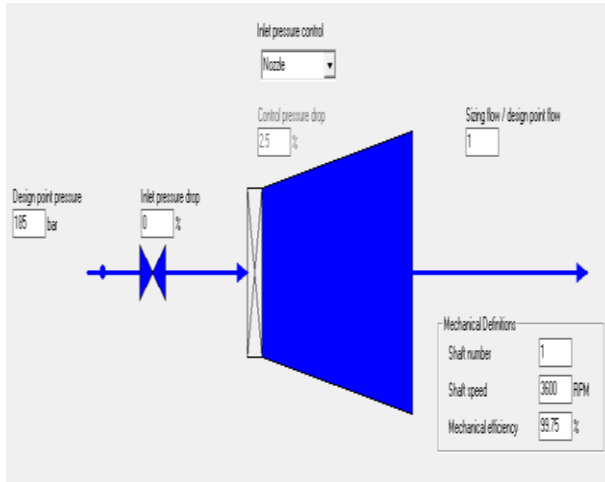 Inlet pressure control
Nozzle
Control pressure drop
2.5 %
Sizing flow / design point flow
1
Design point pressure
185 bar
Inlet pressure drop
0 %
Mechanical Definitions
Shaft number 1
Shaft speed 3600 RPM
Mechanical efficiency 99.75 %